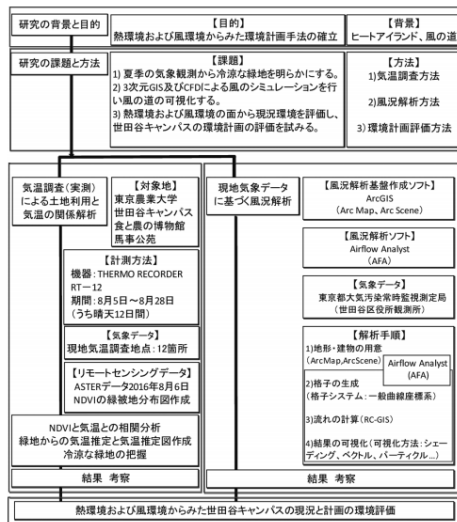 研究の背景と目的
【目的】
熱環境および風環境からみた環境計画手法の確立
【背景】
ヒートアイランド、風の道
研究の課題と方法
【課題】
1) 夏季の気象観測から冷涼な緑地を明らかにする。
2) 3次元GIS及びCFDによる風のシミュレーションを行
い風の道の可視化する。
3) 熱環境および風環境の面から現況環境を評価し、
世田谷キャンパスの環境計画の評価を試みる。
【方法】
1)気温調査方法
2)風況解析方法
3)環境計画評価方法
気温調査(実測)
による土地利用と
気温の関係解析
【対象地】
東京農業大学
世田谷キャンパス
食と農の博物館
馬事公苑
【計測方法】
機器:THERMO RECORDER
RT-12
期間:8月5日~8月28日
(うち晴天12日間)
【気象データ】
現地気温調査地点:12箇所
【リモートセンシングデータ】
ASTERデータ2016年8月6日
NDVIの緑被地分布図作成
NDVIと気温との相関分析
緑地からの気温推定と気温推定図作成
冷涼な緑地の把握
結果 考察
現地気象データ
に基づく風況解析
【風況解析基盤作成ソフト】
ArcGIS
(Arc Map、Arc Scene)
【風況解析ソフト】
Airflow Analyst
(AFA)
【気象データ】
東京都大気汚染常時監視測定局
(世田谷区役所観測所)
【解析手順】
1)地形・建物の用意
(ArcMap,ArcScene)
Airflow Analyst
(AFA)
2)格子の生成
(格子システム:一般曲線座標系)
3)流れの計算(RC-GIS)
4)結果の可視化(可視化方法:シェー
ディング、ベクトル、パーティクル…)
結果 考察
熱環境および風環境からみた世田谷キャンパスの現況と計画の環境評価